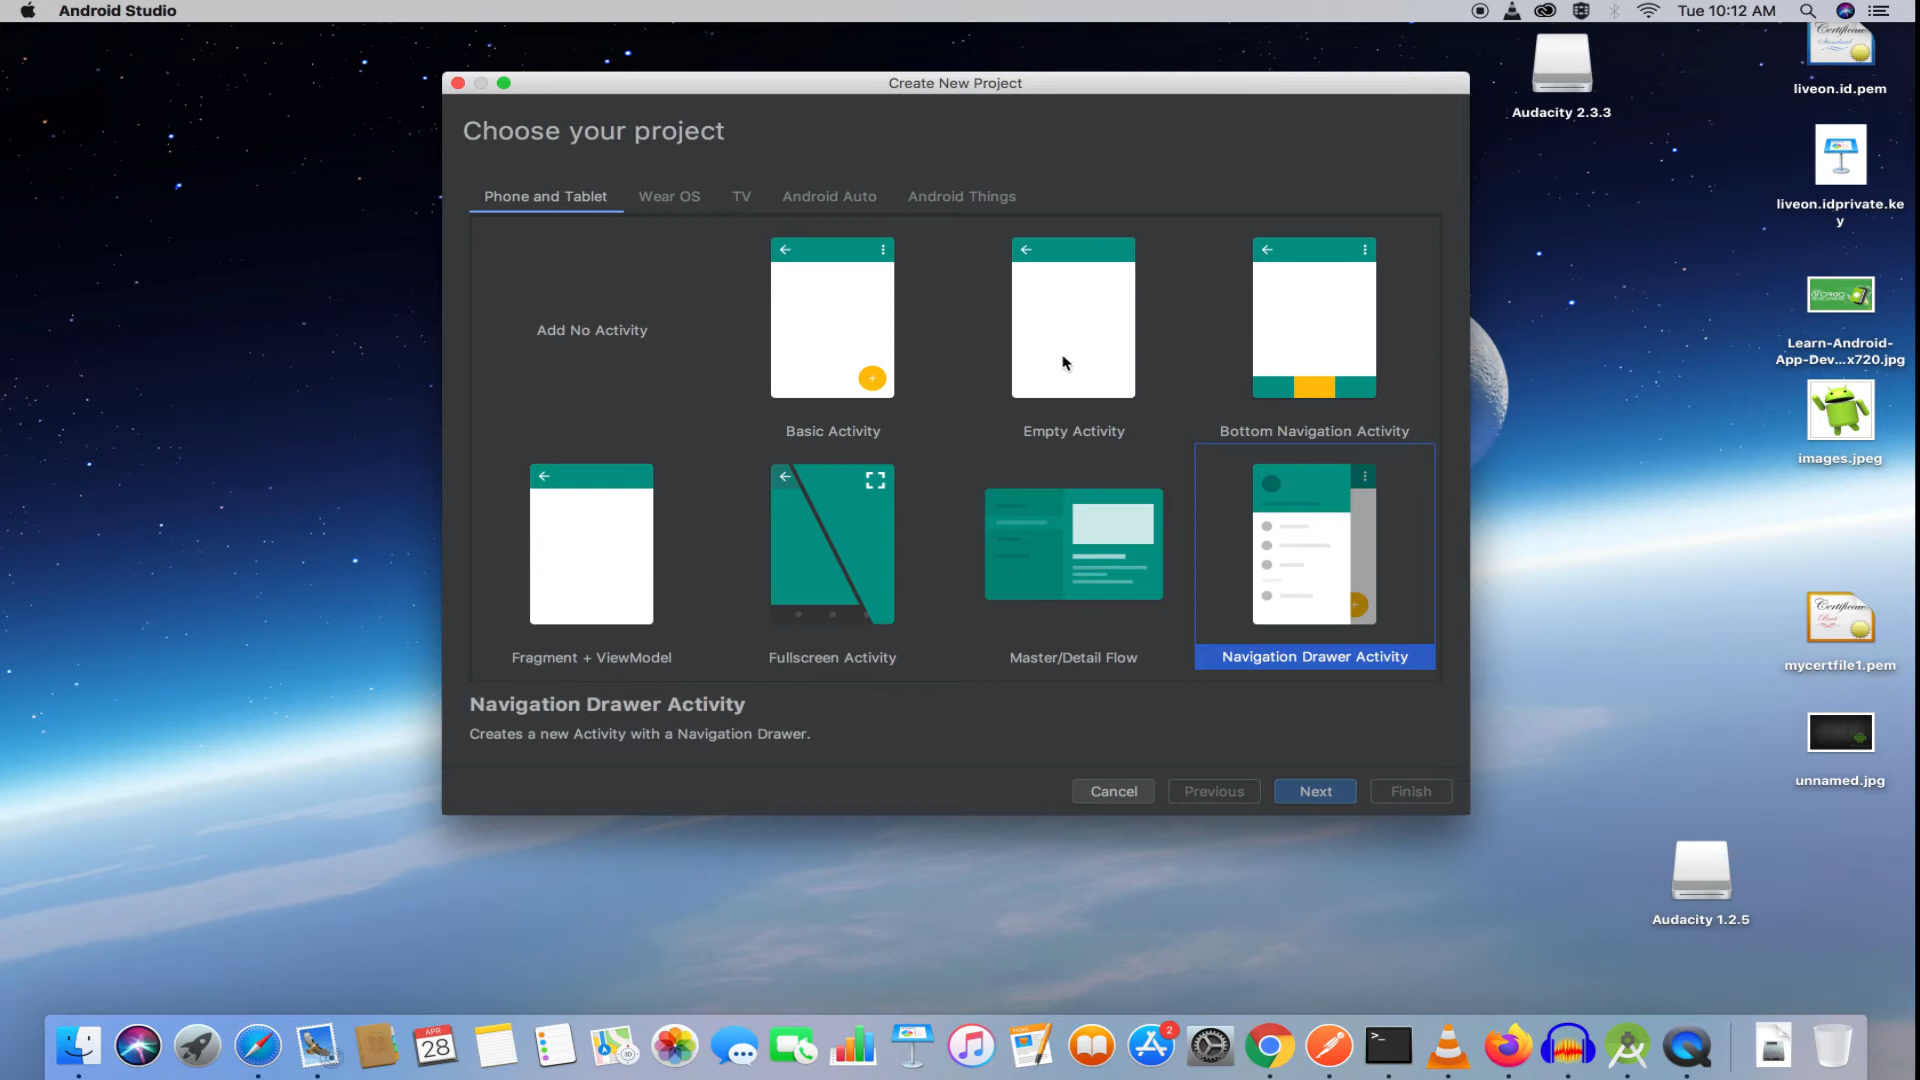 Android Studio
Tue 10:12 AM
Create New Project
Choose your project
Phone and Tablet
Wear OS
TV
Android Auto
Android Things
Add No Activity
Basic Activity
Empty Activity
Bottom Navigation Activity
Fragment + ViewModel
Fullscreen Activity
Master/Detail Flow
Navigation Drawer Activity
Navigation Drawer Activity
Creates a new Activity with a Navigation Drawer.
Cancel
Previous
Next
Finish
Audacity 2.3.3
liveon.id.pem
liveon.idprivate.ke
y
Learn-Android-
App-Dev...x720.jpg
images.jpeg
mycertfile1.pem
unnamed.jpg
Audacity 1.2.5
APR
28
2